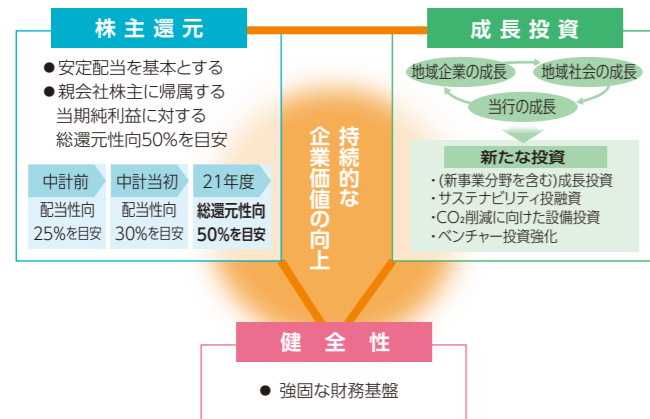 株主還元
●安定配当を基本とする
●親会社株主に帰属する
当期純利益に対する
総還元性向50%を目安
中計前
配当性向
25%を目安
中計当初
配当性向
30%を目安
21年度
総還元性向
50%を目安
持続的な
企業価値の向上
成長投資
地域企業の成長
地域社会の成長
当行の成長
新たな投資
・(新事業分野を含む)成長投資
・サステナビリティ投融資
・CO₂削減に向けた設備投資
・ベンチャー投資強化
健全性
● 強固な財務基盤